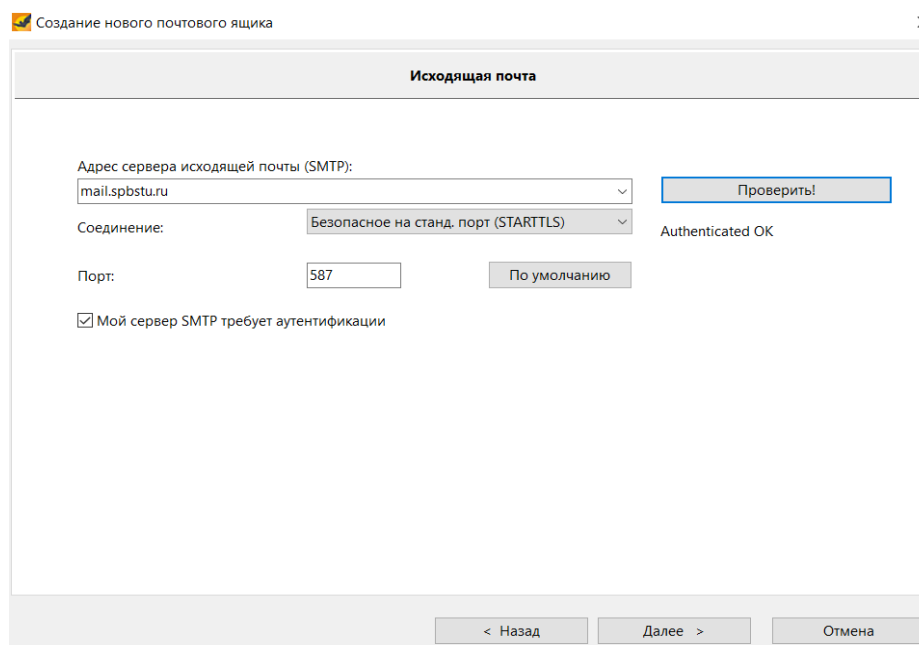 Создание нового почтового ящика
Исходящая почта
Адрес сервера исходящей почты (SMTP):
mail.spbstu.ru
Проверить!
Соединение:
Безопасное на станд. порт (STARTTLS)
Authenticated OK
Порт:
587
По умолчанию
Мой сервер SMTP требует аутентификации
< Назад
Далее >
Отмена